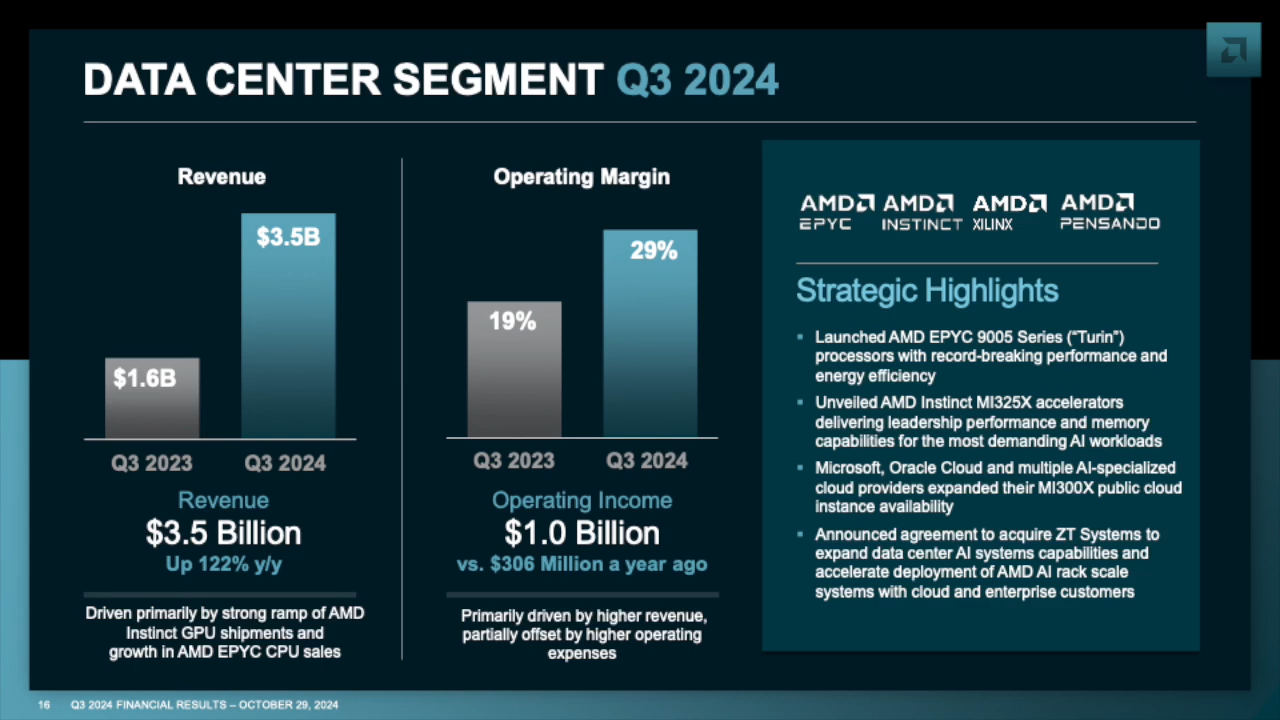 DATA CENTER SEGMENT Q3 2024
Revenue
$1.6B
$3.5B
Q3 2023
Q3 2024
Revenue
$3.5 Billion
Up 122% y/y
Driven primarily by strong ramp of AMD
Instinct GPU shipments and
growth in AMD EPYC CPU sales
Operating Margin
19%
29%
Q3 2023
Q3 2024
Operating Income
$1.0 Billion
vs. $306 Million a year ago
Primarily driven by higher revenue,
partially offset by higher operating
expenses
AMD EPYC
AMD INSTINCT
AMD XILINX
AMD PENSANDO
Strategic Highlights
▪ Launched AMD EPYC 9005 Series (“Turin”)
processors with record-breaking performance and
energy efficiency
▪ Unveiled AMD Instinct MI325X accelerators
delivering leadership performance and memory
capabilities for the most demanding AI workloads
▪ Microsoft, Oracle Cloud and multiple AI-specialized
cloud providers expanded their MI300X public cloud
instance availability
▪ Announced agreement to acquire ZT Systems to
expand data center AI systems capabilities and
accelerate deployment of AMD AI rack scale
systems with cloud and enterprise customers
16 Q3 2024 FINANCIAL RESULTS – OCTOBER 29, 2024